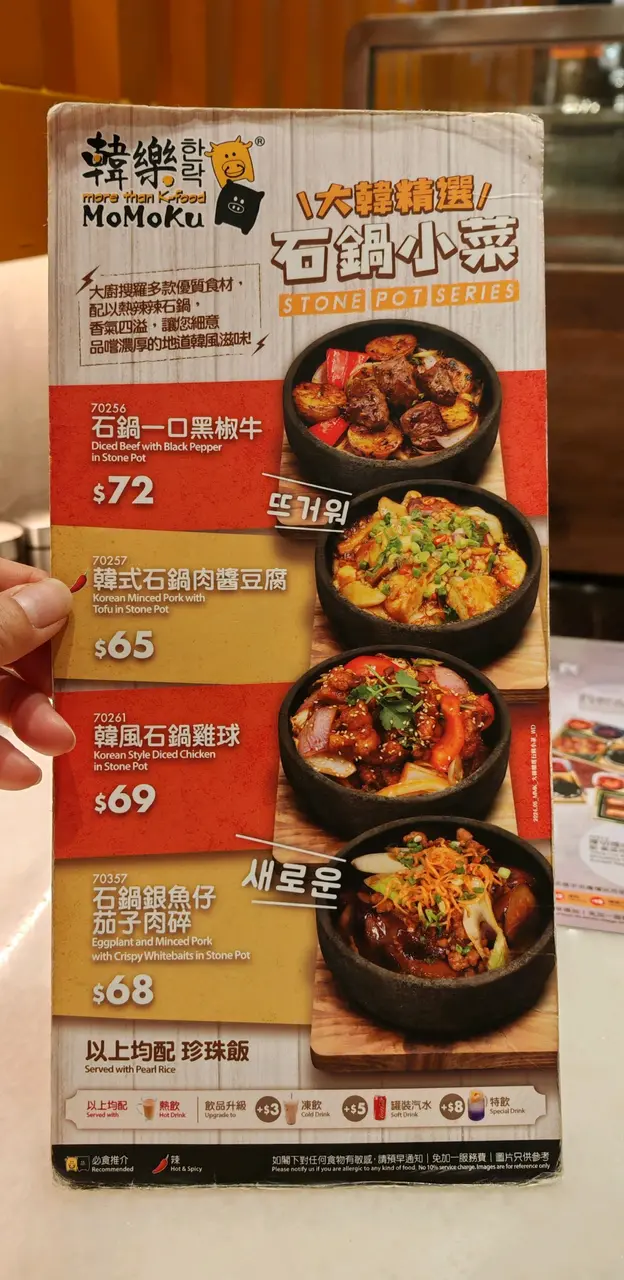 韓樂 한락 ®
more than K-food
MoMoKu
\大韓精選/
石鍋小菜
STONE POT SERIES
大廚搜羅多款優質食材，
配以熱辣辣石鍋，
香氣四溢，讓您細意
品嚐濃厚的地道韓風滋味!
70256
石鍋一口黑椒牛
Diced Beef with Black Pepper
in Stone Pot
$72
뜨거워
70257
韓式石鍋肉醬豆腐
Korean Minced Pork with
Tofu in Stone Pot
$65
70261
韓風石鍋雞球
Korean Style Diced Chicken
in Stone Pot
$69
새로운
70357
石鍋銀魚仔
茄子肉碎
Eggplant and Minced Pork
with Crispy Whitebaits in Stone Pot
$68
以上均配 珍珠飯
Served with Pearl Rice
以上均配 熱飲 飲品升級 +$3 凍飲 +$5 罐裝汽水 +$8 特飲
Served with Hot Drink Upgrade to Cold Drink Soft Drink Special Drink
必食推介 辣 如閣下對任何食物有敏感，請預早通知 | 免加一服務費 | 圖片只供參考
Recommended Hot & Spicy Please notify us if you are allergic to any kind of food. No 10% service charge. Images are for reference only